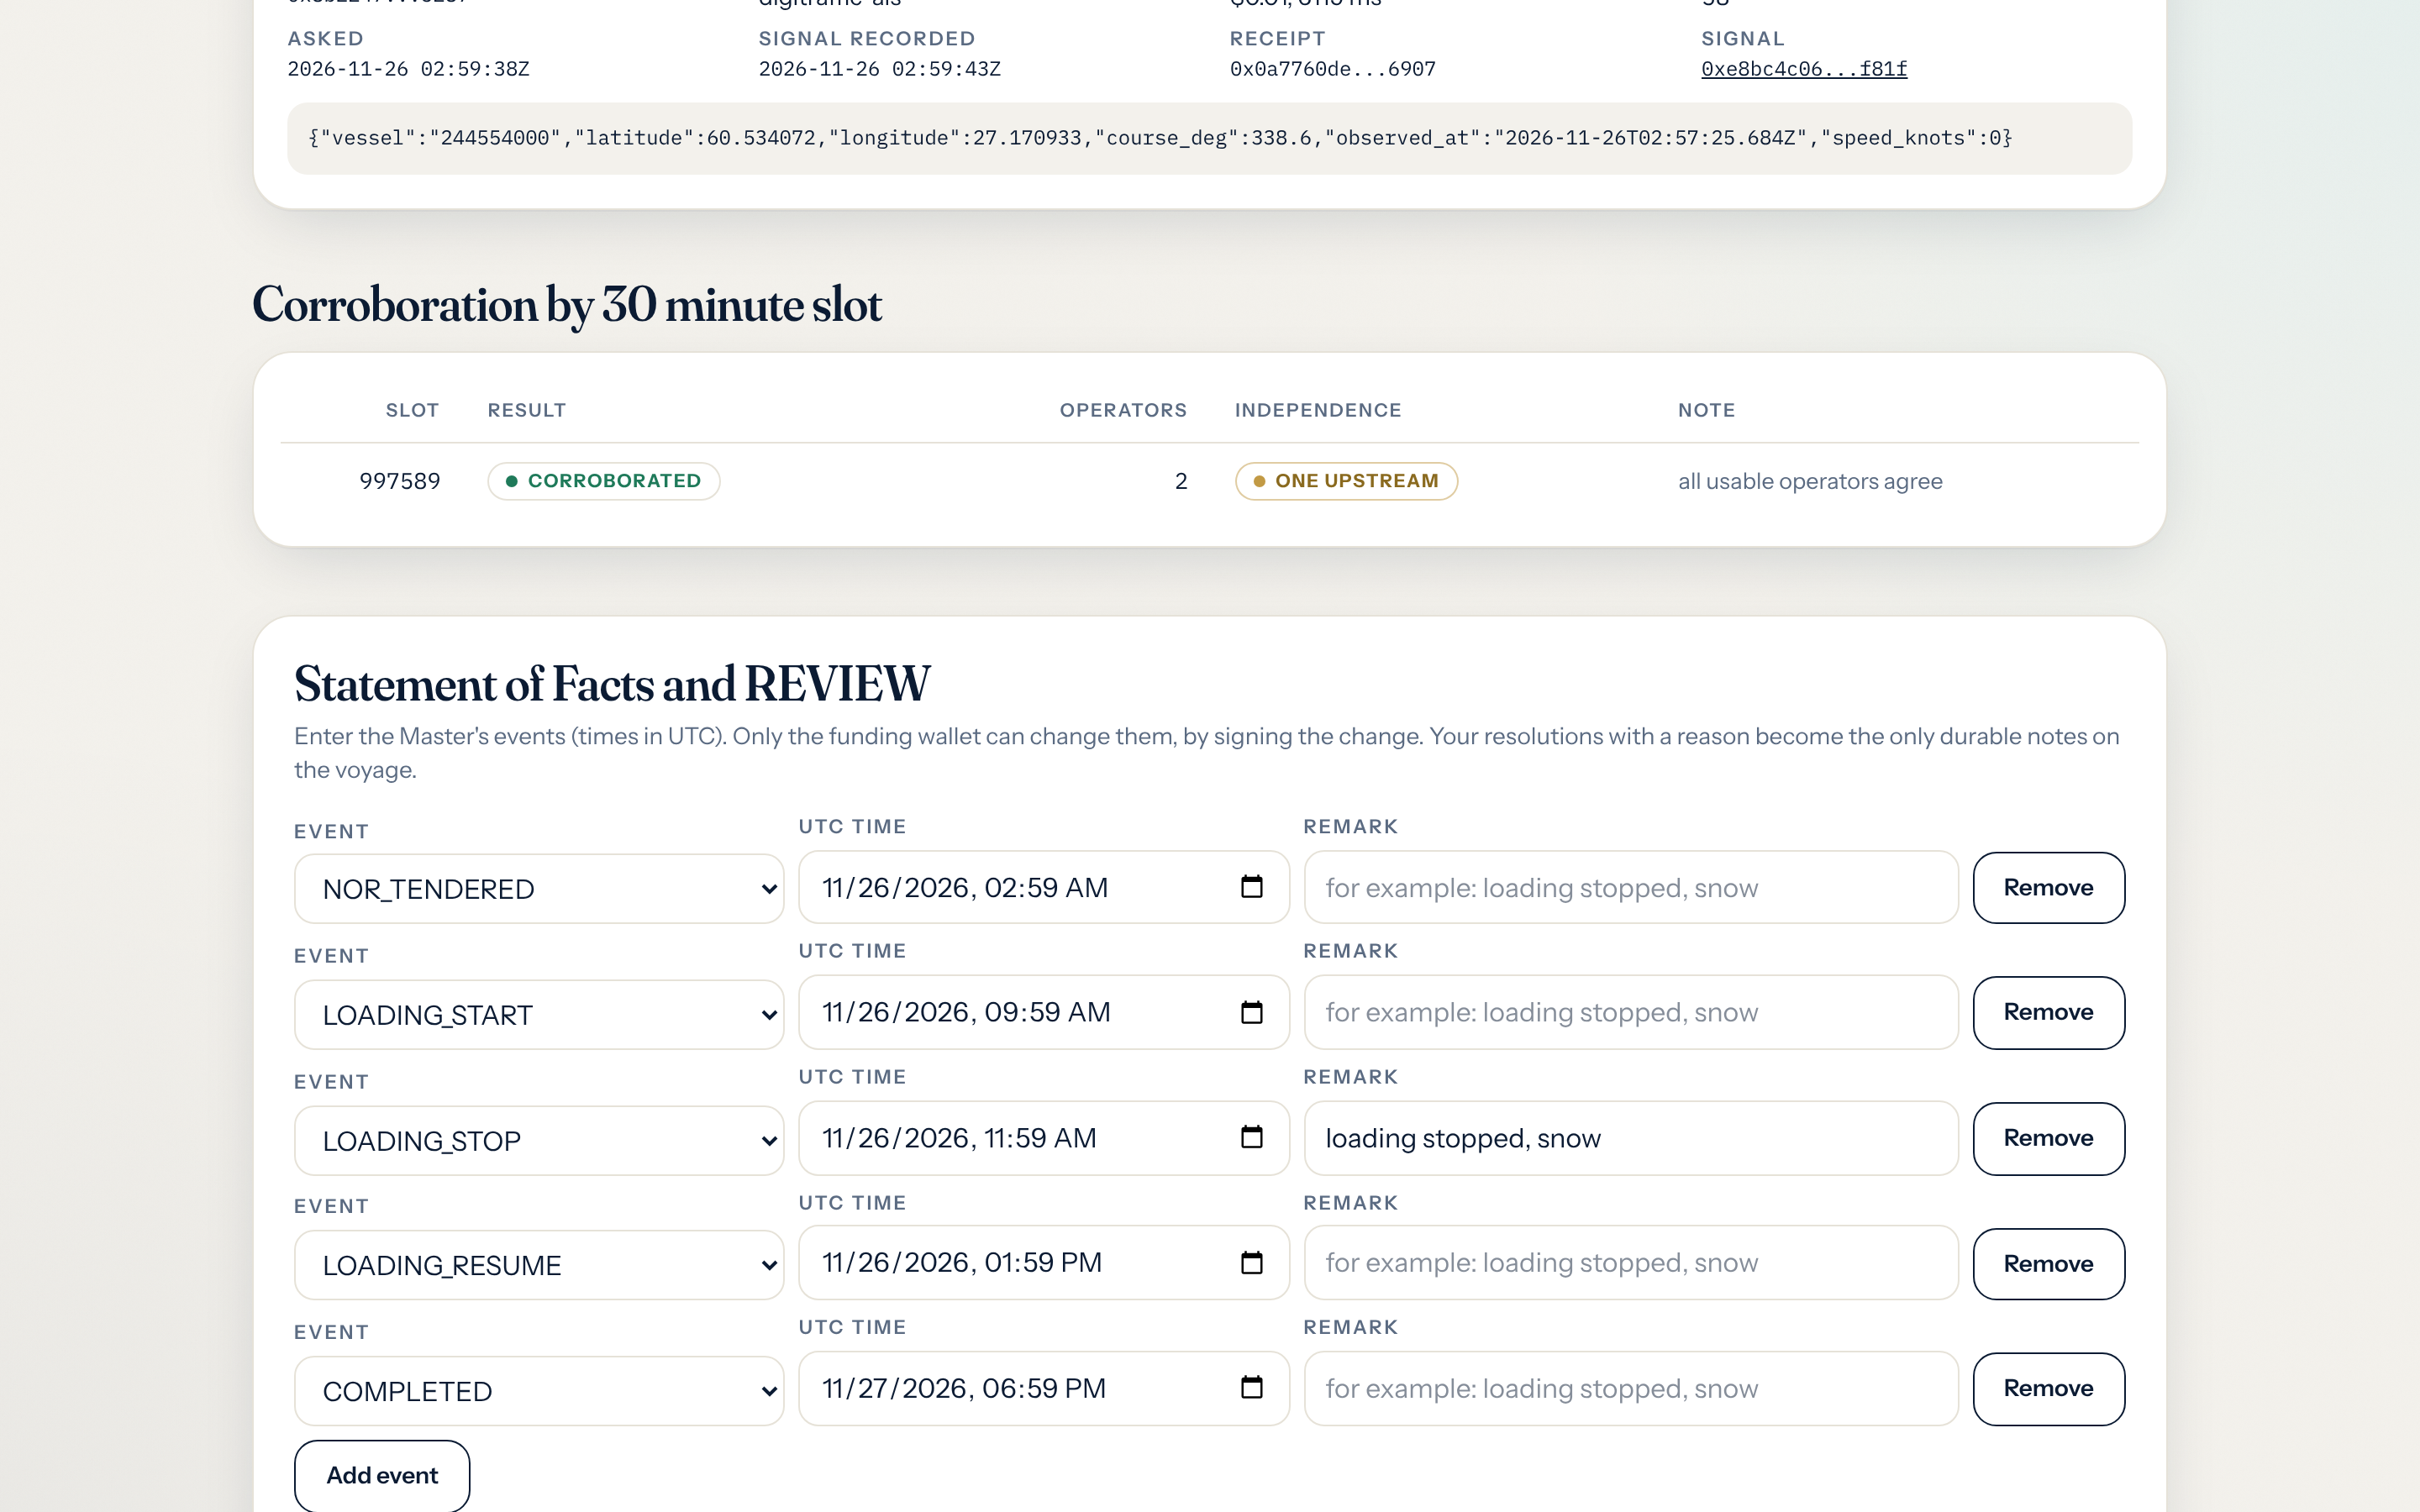 ASKED SIGNAL RECORDED RECEIPT SIGNAL
2026-11-26 02:59:38Z 2026-11-26 02:59:43Z 0x0a7760de...6907 0xe8bc4c06...f81f
{"vessel":"244554000","latitude":60.534072,"longitude":27.170933,"course_deg":338.6,"observed_at":"2026-11-26T02:57:25.684Z","speed_knots":0}
Corroboration by 30 minute slot
SLOT RESULT OPERATORS INDEPENDENCE NOTE
997589 CORROBORATED 2 ONE UPSTREAM all usable operators agree
Statement of Facts and REVIEW
Enter the Master's events (times in UTC). Only the funding wallet can change them, by signing the change. Your resolutions with a reason become the only durable notes on
the voyage.
EVENT UTC TIME REMARK
NOR_TENDERED 11/26/2026, 02:59 AM for example: loading stopped, snow Remove
EVENT UTC TIME REMARK
LOADING_START 11/26/2026, 09:59 AM for example: loading stopped, snow Remove
EVENT UTC TIME REMARK
LOADING_STOP 11/26/2026, 11:59 AM loading stopped, snow Remove
EVENT UTC TIME REMARK
LOADING_RESUME 11/26/2026, 01:59 PM for example: loading stopped, snow Remove
EVENT UTC TIME REMARK
COMPLETED 11/27/2026, 06:59 PM for example: loading stopped, snow Remove
Add event